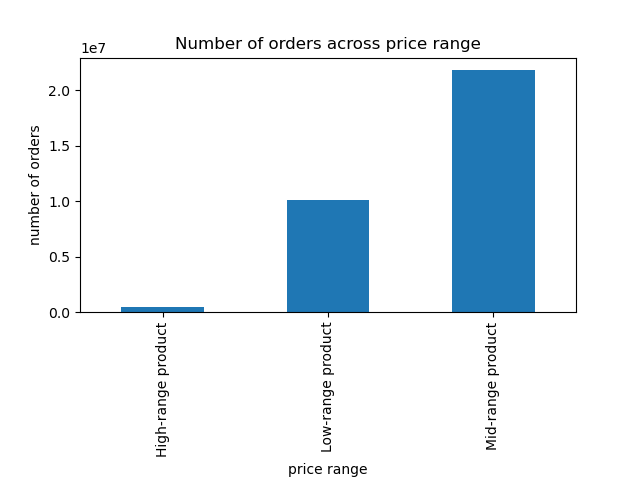 Number of orders across price range
1e7
2.0
1.5
1.0
0.5
0.0
number of orders
High-range product
Low-range product
Mid-range product
price range